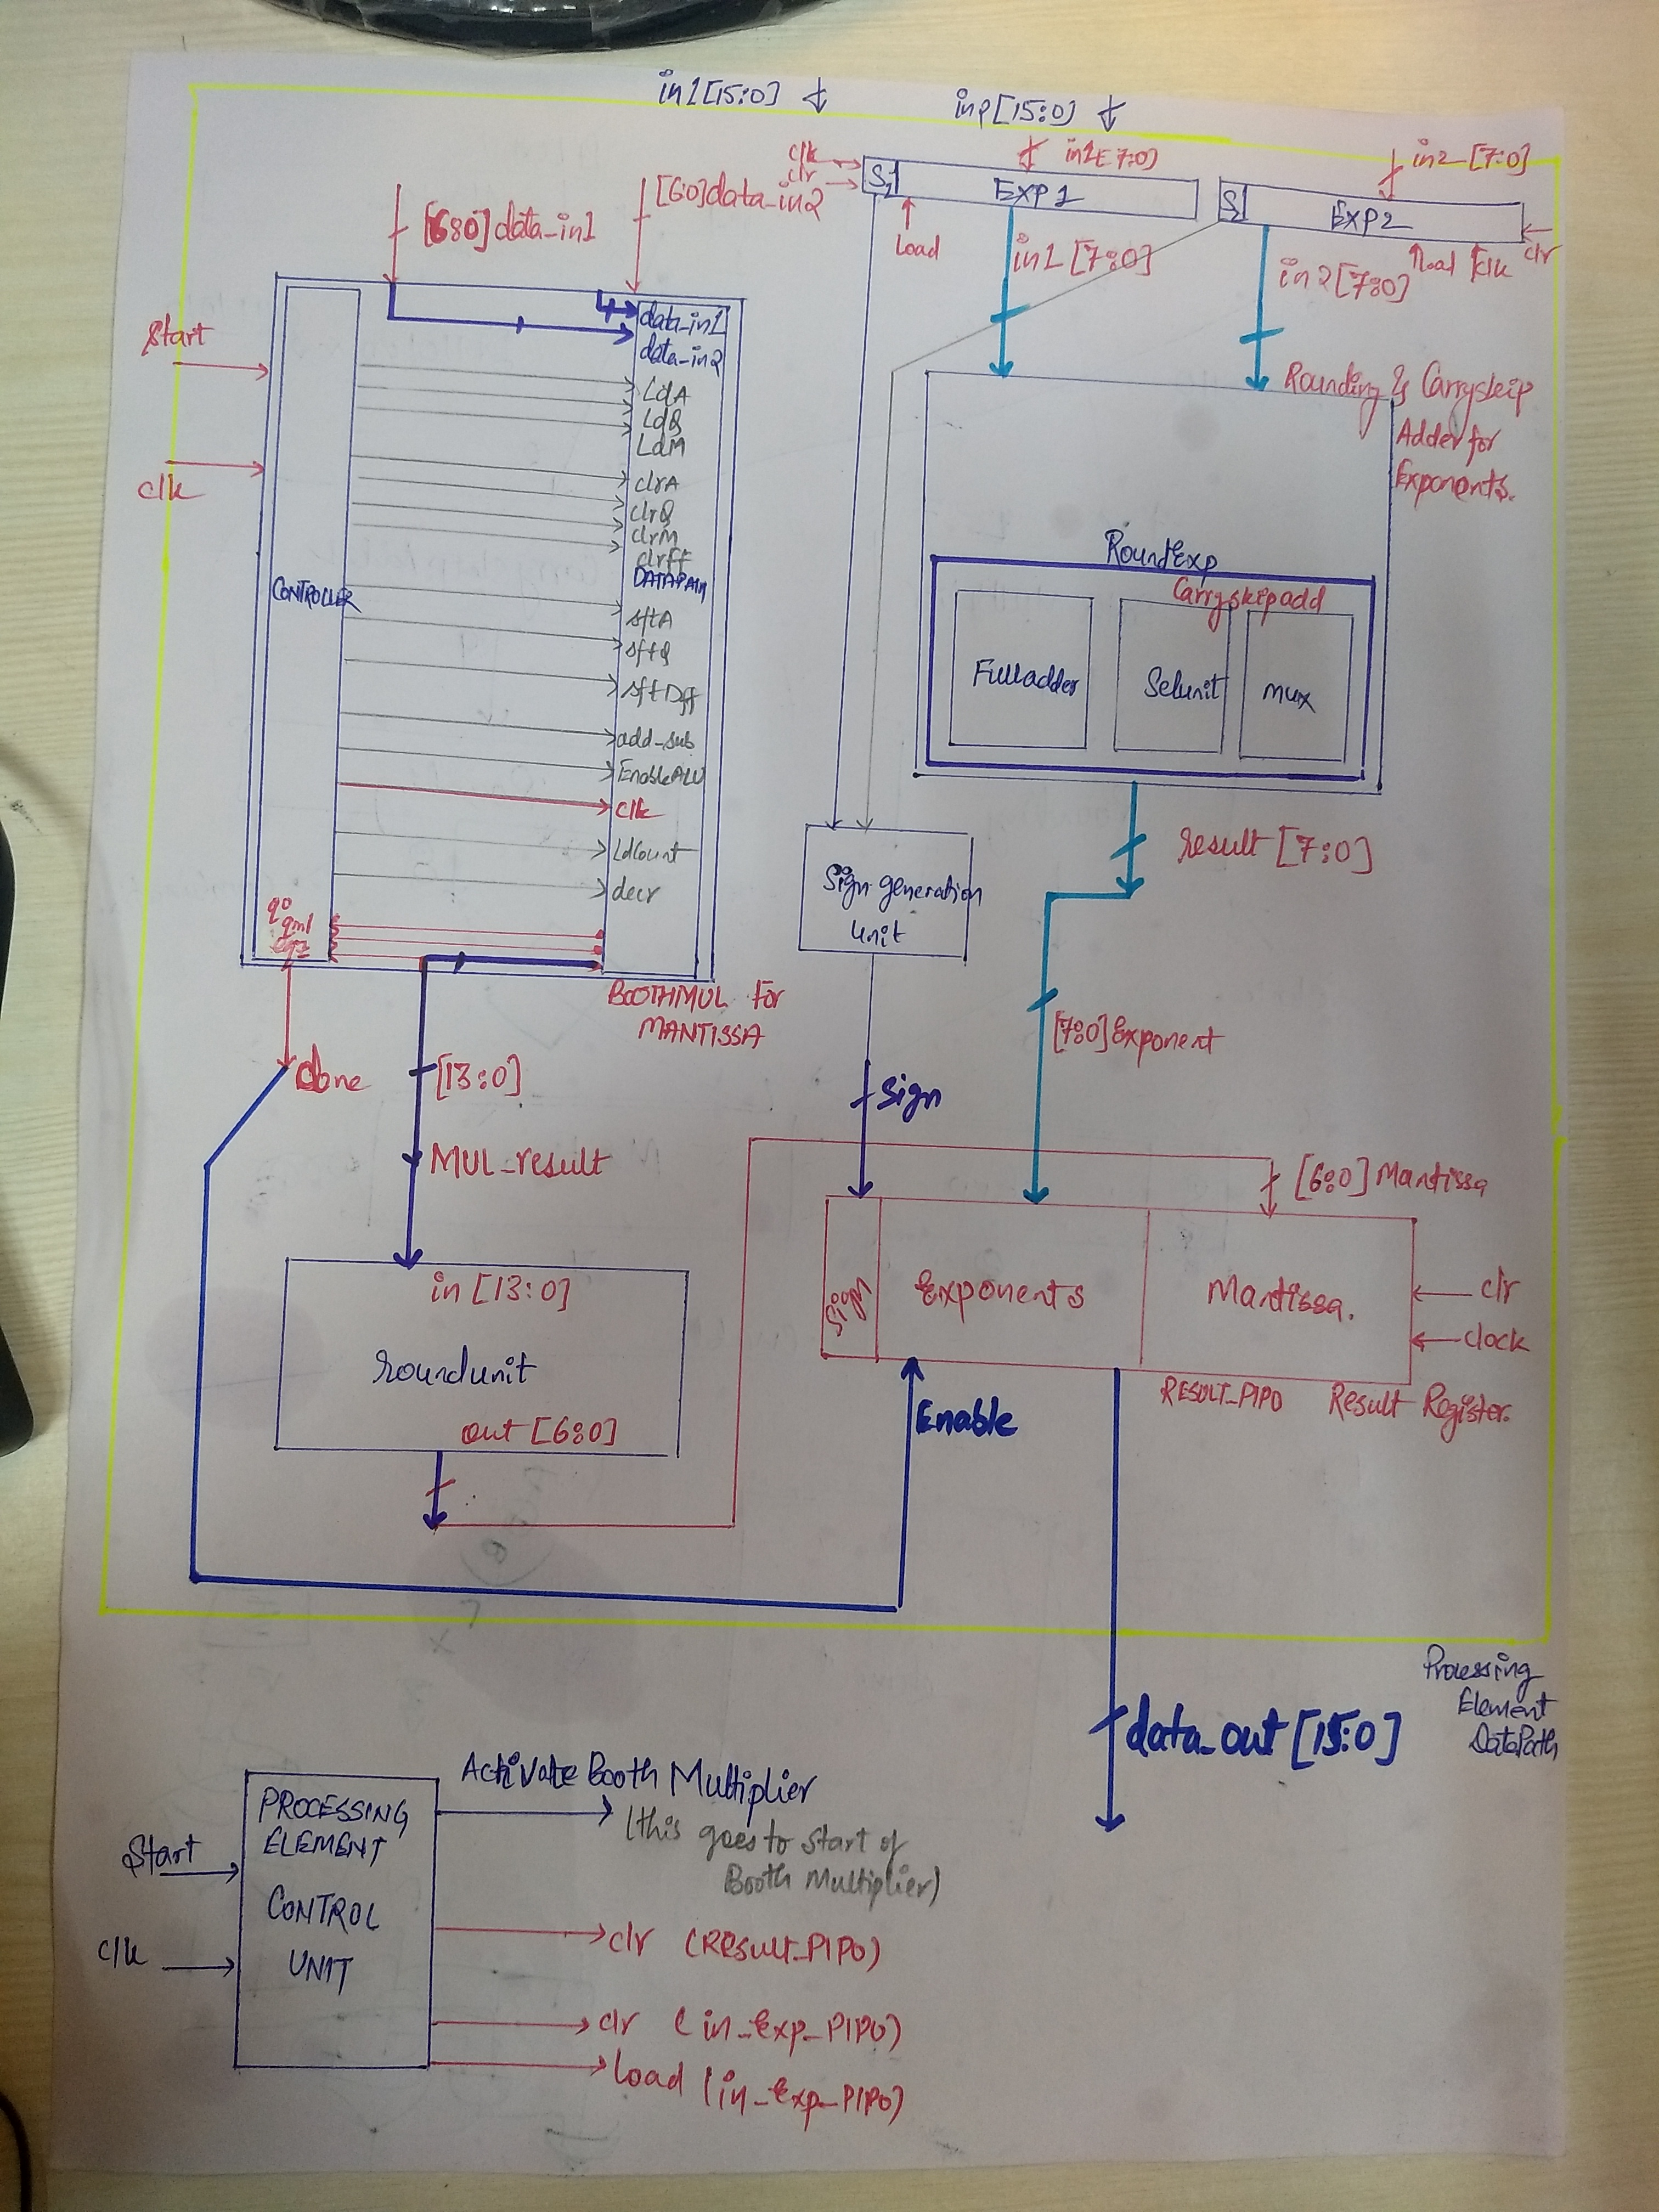 in1[15:0]
inp[15:0]
clk
clr
in1[7:0]
in2_[7:0]
S1
EXP1
S1
EXP2
Load
load
clk
clr
[6:0]data_in1
[6:0]data_in2
in1[7:0]
in2[7:0]
Start
clk
CONTROLLER
data_in1
data_in2
LdA
LdQ
LdM
clrA
clrQ
clrM
clrff
DATAPATH
sftA
sftQ
sftDff
add_sub
EnableALU
clk
LdCount
decr
q0
qm1
eqz
BOOTHMUL For
MANTISSA
Rounding & Carryskip
Adder for
Exponents.
RoundExp
Carryskipadd
Fulladder
Selunit
mux
result[7:0]
Sign generation
Unit
[7:0]Exponent
Sign
done
[13:0]
MUL_result
[6:0]Mantissa
in[13:0]
roundunit
out[6:0]
Sign
Exponents
Mantissa.
clr
clock
RESULT_PIPO
Result Register.
Enable
Processing
Element
DataPath
data_out[15:0]
PROCESSING
ELEMENT
CONTROL
UNIT
Start
clk
Activate Booth Multiplier
(this goes to start of
Booth Multiplier)
clr (Result_PIPO)
clr (in_Exp_PIPO)
load (in_Exp_PIPO)